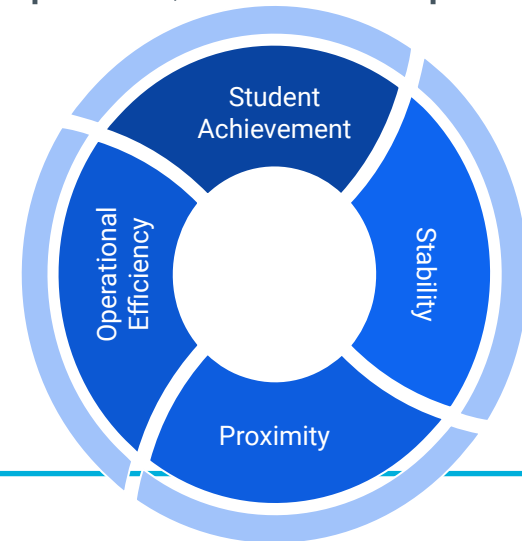 Student
Achievement
Stability
Proximity
Operational
Efficiency